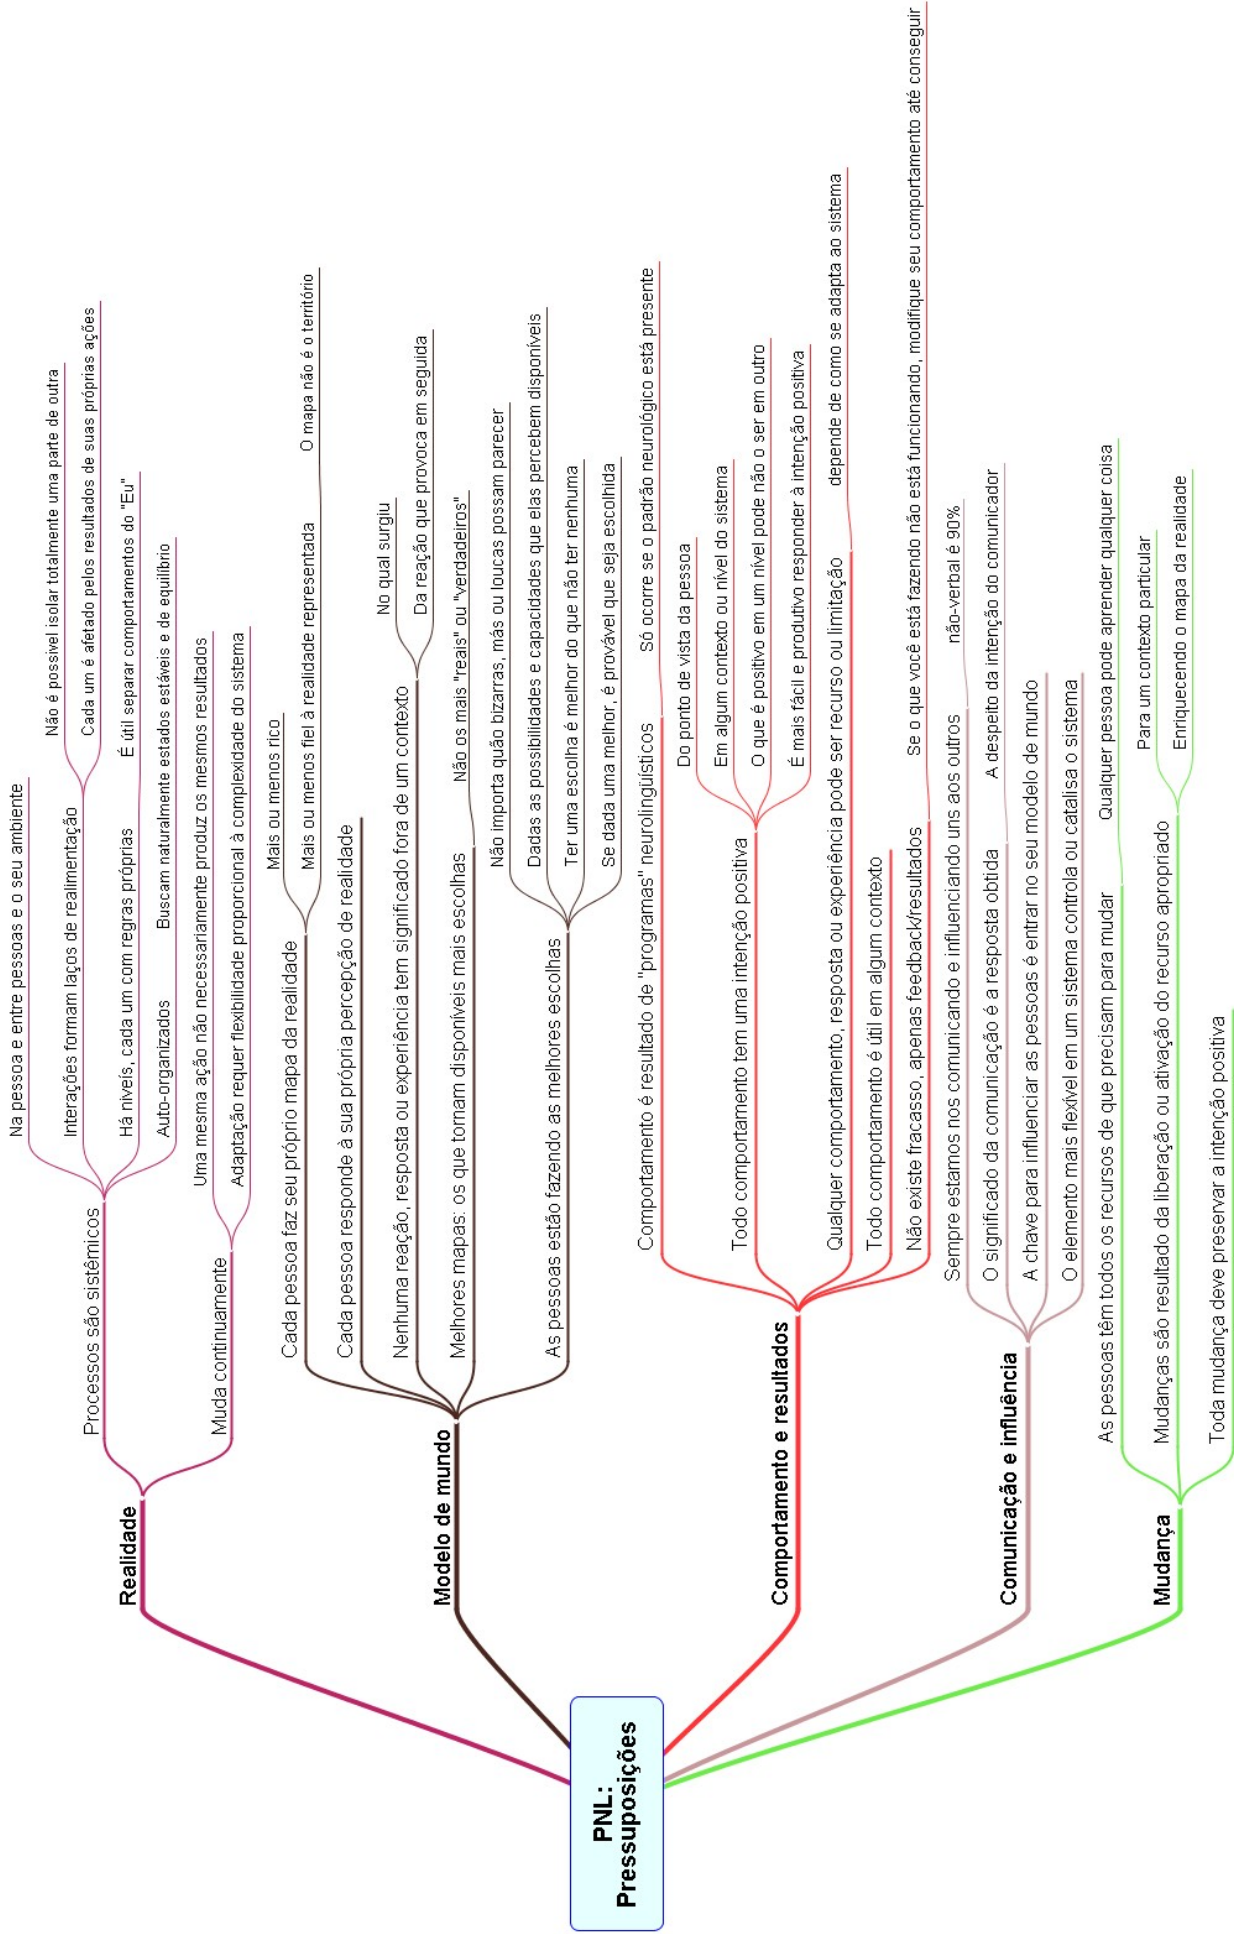 PNL:
Pressuposições
Realidade
Processos são sistêmicos
Na pessoa e entre pessoas e o seu ambiente
Interações formam laços de realimentação
Não é possível isolar totalmente uma parte de outra
Cada um é afetado pelos resultados de suas próprias ações
Há níveis, cada um com regras próprias
É útil separar comportamentos do "Eu"
Auto-organizados
Buscam naturalmente estados estáveis e de equilíbrio
Muda continuamente
Uma mesma ação não necessariamente produz os mesmos resultados
Adaptação requer flexibilidade proporcional à complexidade do sistema
Modelo de mundo
Cada pessoa faz seu próprio mapa da realidade
Mais ou menos rico
Mais ou menos fiel à realidade representada
O mapa não é o território
Cada pessoa responde à sua própria percepção de realidade
Nenhuma reação, resposta ou experiência tem significado fora de um contexto
No qual surgiu
Da reação que provoca em seguida
Melhores mapas: os que tornam disponíveis mais escolhas
Não os mais "reais" ou "verdadeiros"
As pessoas estão fazendo as melhores escolhas
Não importa quão bizarras, más ou loucas possam parecer
Dadas as possibilidades e capacidades que elas percebem disponíveis
Ter uma escolha é melhor do que não ter nenhuma
Se dada uma melhor, é provável que seja escolhida
Comportamento e resultados
Comportamento é resultado de "programas" neurolingüísticos
Só ocorre se o padrão neurológico está presente
Todo comportamento tem uma intenção positiva
Do ponto de vista da pessoa
Em algum contexto ou nível do sistema
O que é positivo em um nível pode não o ser em outro
É mais fácil e produtivo responder à intenção positiva
Qualquer comportamento, resposta ou experiência pode ser recurso ou limitação
depende de como se adapta ao sistema
Todo comportamento é útil em algum contexto
Não existe fracasso, apenas feedback/resultados
Se o que você está fazendo não está funcionando, modifique seu comportamento até conseguir
Comunicação e influência
Sempre estamos nos comunicando e influenciando uns aos outros
não-verbal é 90%
O significado da comunicação é a resposta obtida
A despeito da intenção do comunicador
A chave para influenciar as pessoas é entrar no seu modelo de mundo
O elemento mais flexível em um sistema controla ou catalisa o sistema
Mudança
As pessoas têm todos os recursos de que precisam para mudar
Qualquer pessoa pode aprender qualquer coisa
Mudanças são resultado da liberação ou ativação do recurso apropriado
Para um contexto particular
Enriquecendo o mapa da realidade
Toda mudança deve preservar a intenção positiva